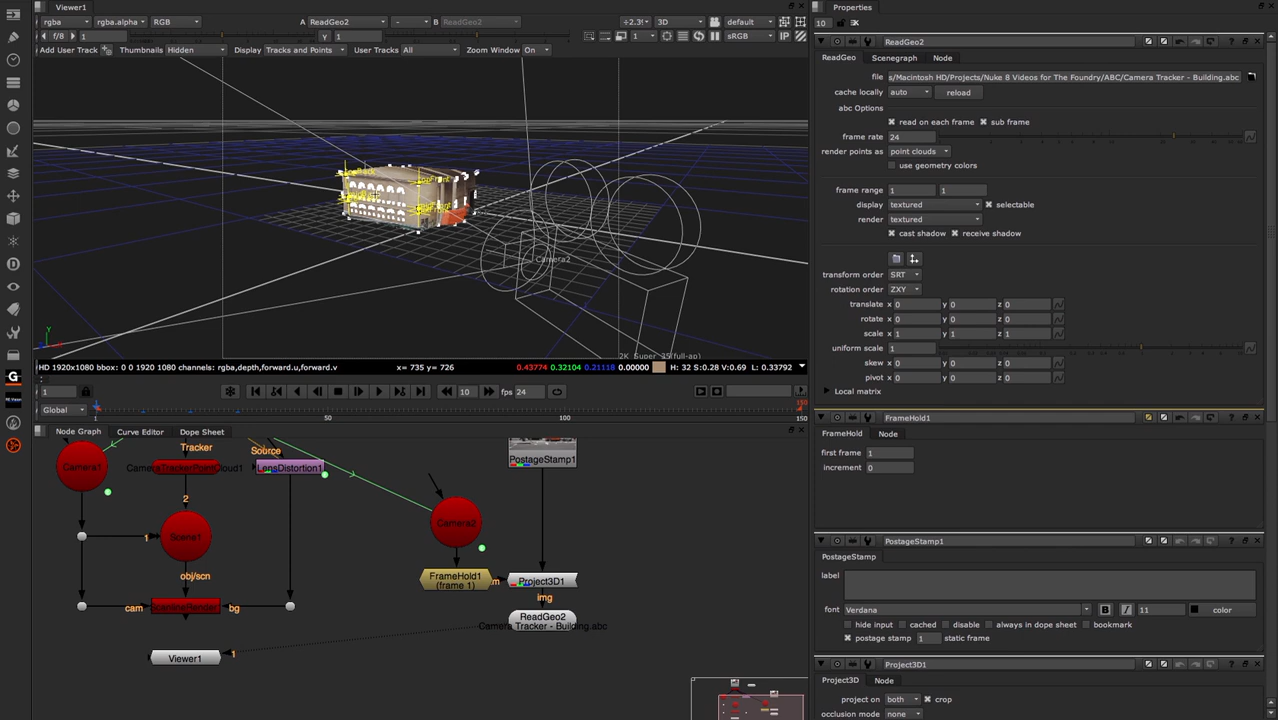 Viewer1
rgba rgba.alpha RGB A ReadGeo2 - B ReadGeo2 3D default
f/8 1 Y 1 1 sRGB IP
Add User Track Thumbnails Hidden Display Tracks and Points User Tracks All Zoom Window On
Camera2
2K_Super_35(full-ap)
Y
HD 1920x1080 bbox: 0 0 1920 1080 channels: rgba,depth,forward.u,forward.v x= 735 y= 726 0.43774 0.32104 0.21118 0.00000 H: 32 S:0.28 V:0.69 L: 0.33792
1 10 fps 24
Global 1 50 100 150
150
Node Graph Curve Editor Dope Sheet
Tracker Source
Camera1 CameraTrackerPointCloud1 LensDistortion1 PostageStamp1
2
1 Scene1 Camera2
obj/scn
FrameHold1
(frame 1)
m Project3D1
cam ScanlineRender bg
img
ReadGeo2
Camera Tracker - Building.abc
Viewer1 1
Properties
10
ReadGeo2
ReadGeo Scenegraph Node
file s/Macintosh HD/Projects/Nuke 8 Videos for The Foundry/ABC/Camera Tracker - Building.abc
cache locally auto reload
abc Options
read on each frame sub frame
frame rate 24
render points as point clouds
use geometry colors
frame range 1 1
display textured selectable
render textured
cast shadow receive shadow
transform order SRT
rotation order ZXY
translate x 0 y 0 z 0
rotate x 0 y 0 z 0
scale x 1 y 1 z 1
uniform scale 1
skew x 0 y 0 z 0
pivot x 0 y 0 z 0
Local matrix
FrameHold1
FrameHold Node
first frame 1
increment 0
PostageStamp1
PostageStamp
label
font Verdana B I 11 color
hide input cached disable always in dope sheet bookmark
postage stamp 1 static frame
Project3D1
Project3D Node
project on both crop
occlusion mode none